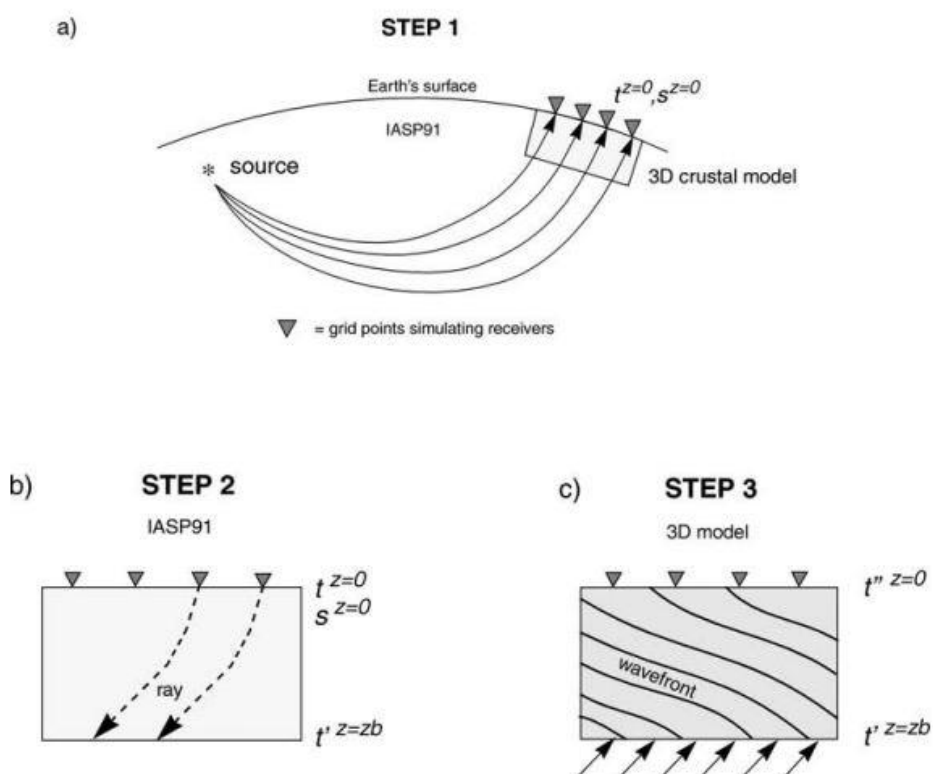 a)
STEP 1
Earth's surface
IASP91
t^{z=0},s^{z=0}
* source
3D crustal model
▼ = grid points simulating receivers
b)
STEP 2
IASP91
t^{z=0}
s^{z=0}
ray
t'^{z=zb}
c)
STEP 3
3D model
t"^{z=0}
wavefront
t'^{z=zb}